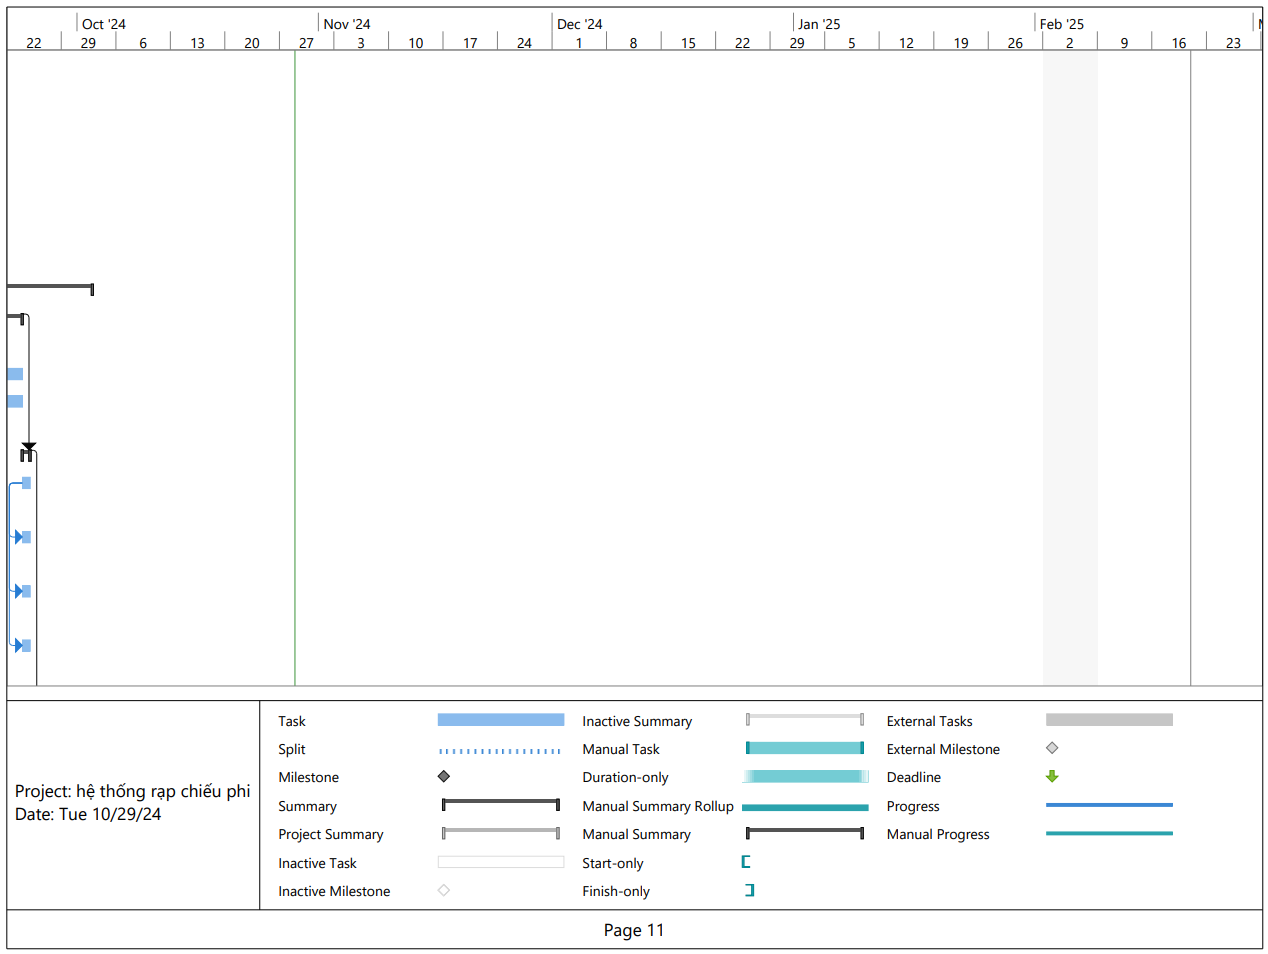 Oct '24 Nov '24 Dec '24 Jan '25 Feb '25
22 29 6 13 20 27 3 10 17 24 1 8 15 22 29 5 12 19 26 2 9 16 23
Task Inactive Summary External Tasks
Split Manual Task External Milestone
Milestone Duration-only Deadline
Summary Manual Summary Rollup Progress
Project Summary Manual Summary Manual Progress
Inactive Task Start-only
Inactive Milestone Finish-only
Project: hệ thống rạp chiếu phi
Date: Tue 10/29/24
Page 11